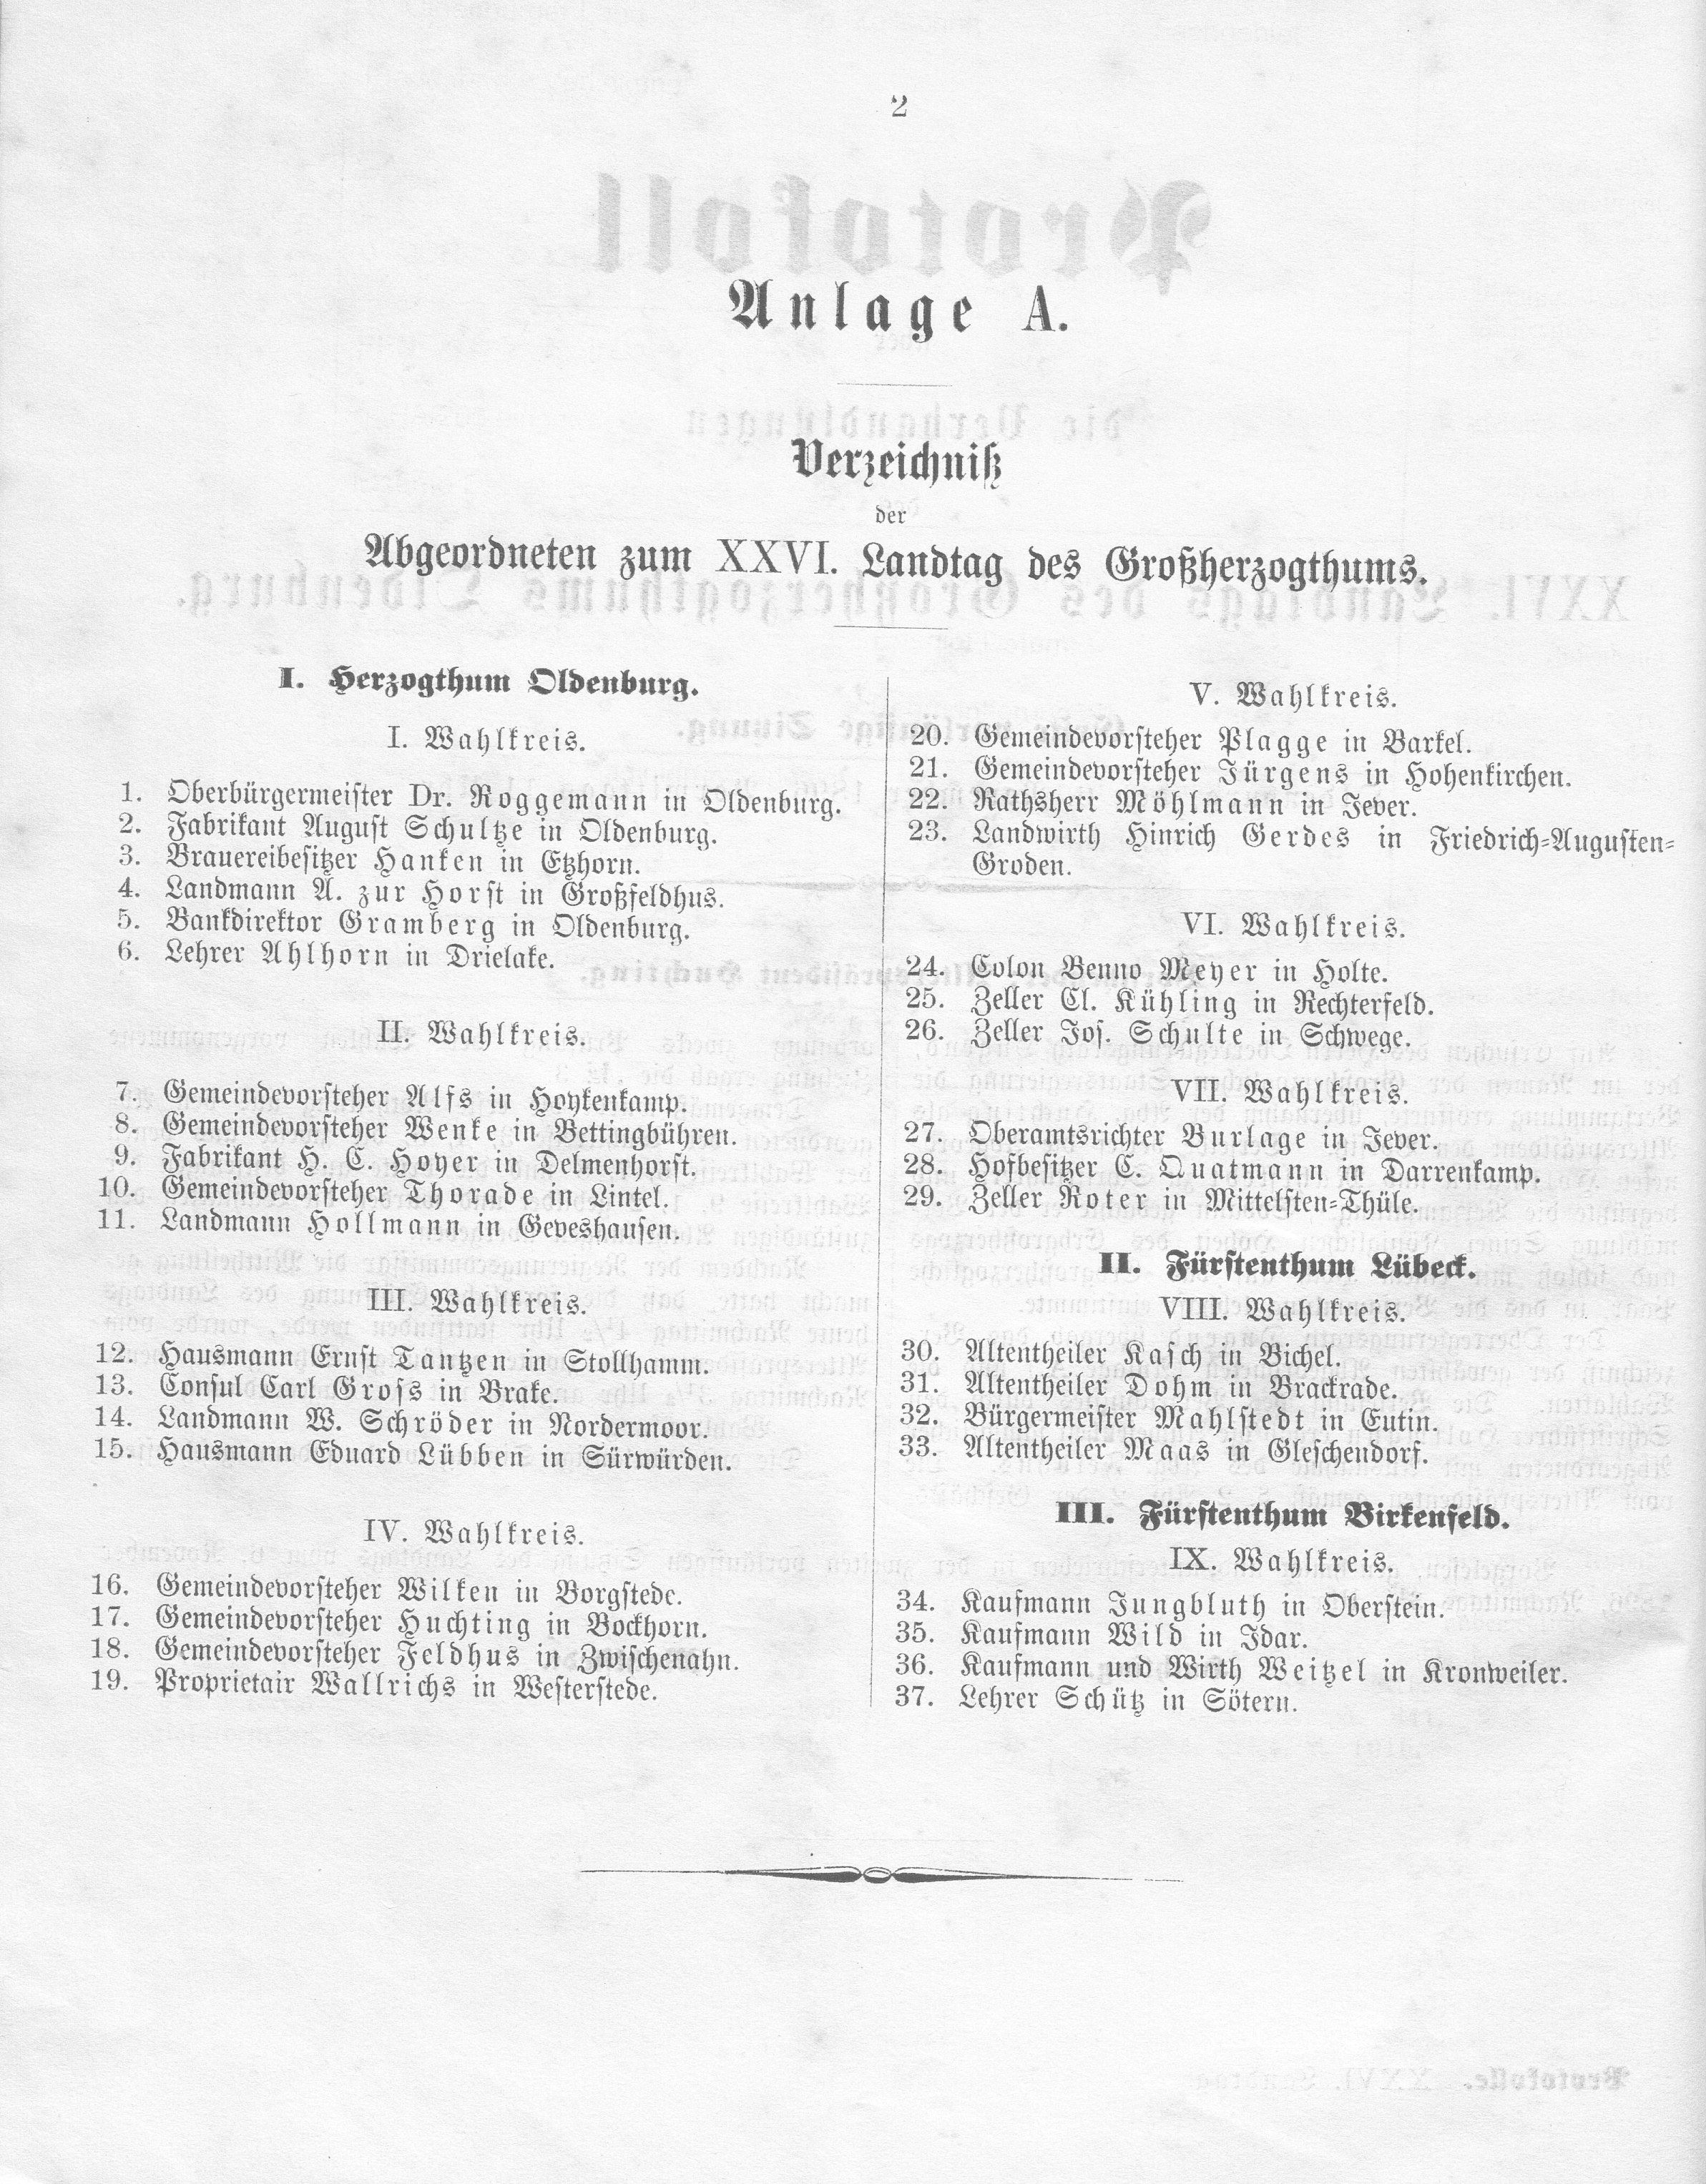 2
Anlage A.
Verzeichniß
der
Abgeordneten zum XXVI. Landtag des Großherzogthums.
I. Herzogthum Oldenburg.
I. Wahlkreis.
1. Oberbürgermeister Dr. Roggemann in Oldenburg.
2. Fabrikant August Schultze in Oldenburg.
3. Brauereibesitzer Hanken in Etzhorn.
4. Landmann A. zur Horst in Großfeldhus.
5. Bankdirektor Gramberg in Oldenburg.
6. Lehrer Ahlhorn in Drielake.
II. Wahlkreis.
7. Gemeindevorsteher Alfs in Hoykenkamp.
8. Gemeindevorsteher Wenke in Bettingbühren.
9. Fabrikant H. C. Hoyer in Delmenhorst.
10. Gemeindevorsteher Thorade in Lintel.
11. Landmann Hollmann in Geveshausen.
III. Wahlkreis.
12. Hausmann Ernst Tantzen in Stollhamm.
13. Consul Carl Gross in Brake.
14. Landmann W. Schröder in Nordermoor.
15. Hausmann Eduard Lübben in Sürwürden.
IV. Wahlkreis.
16. Gemeindevorsteher Wilken in Borgstede.
17. Gemeindevorsteher Huchting in Bockhorn.
18. Gemeindevorsteher Feldhus in Zwischenahn.
19. Proprietair Wallrichs in Westerstede.
V. Wahlkreis.
20. Gemeindevorsteher Plagge in Barkel.
21. Gemeindevorsteher Jürgens in Hohenkirchen.
22. Rathsherr Möhlmann in Jever.
23. Landwirth Hinrich Gerdes in Friedrich-Augusten-
Groden.
VI. Wahlkreis.
24. Colon Benno Meyer in Holte.
25. Zeller Cl. Kühling in Rechterfeld.
26. Zeller Jos. Schulte in Schwege.
VII. Wahlkreis.
27. Oberamtsrichter Burlage in Jever.
28. Hofbesitzer C. Quatmann in Darrenkamp.
29. Zeller Roter in Mittelsten-Thüle.
II. Fürstenthum Lübeck.
VIII. Wahlkreis.
30. Altentheiler Kasch in Bichel.
31. Altentheiler Dohm in Brackrade.
32. Bürgermeister Mahlstedt in Eutin.
33. Altentheiler Maas in Gleschendorf.
III. Fürstenthum Birkenfeld.
IX. Wahlkreis.
34. Kaufmann Jungbluth in Oberstein.
35. Kaufmann Wild in Idar.
36. Kaufmann und Wirth Weitzel in Kronweiler.
37. Lehrer Schütz in Sötern.